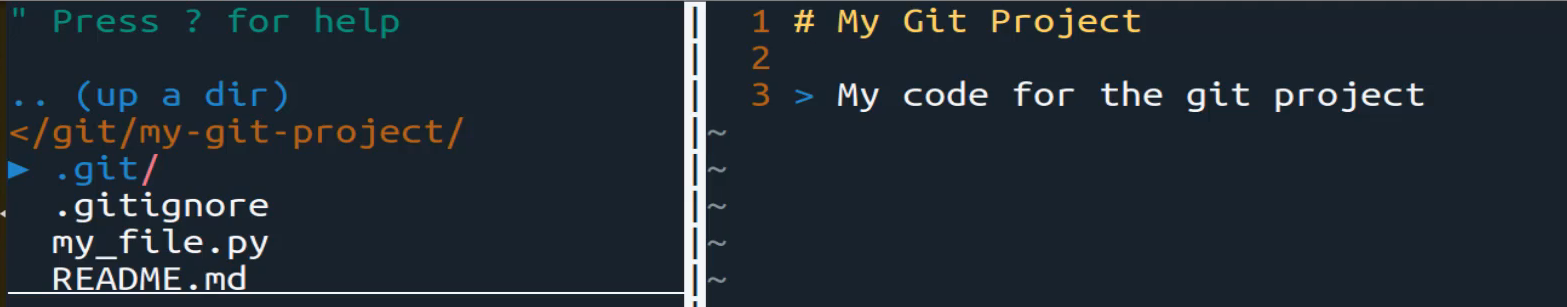 " Press ? for help
.. (up a dir)
</git/my-git-project/
▶ .git/
.gitignore
my_file.py
README.md
1 # My Git Project
2
3 > My code for the git project
~
~
~
~
~